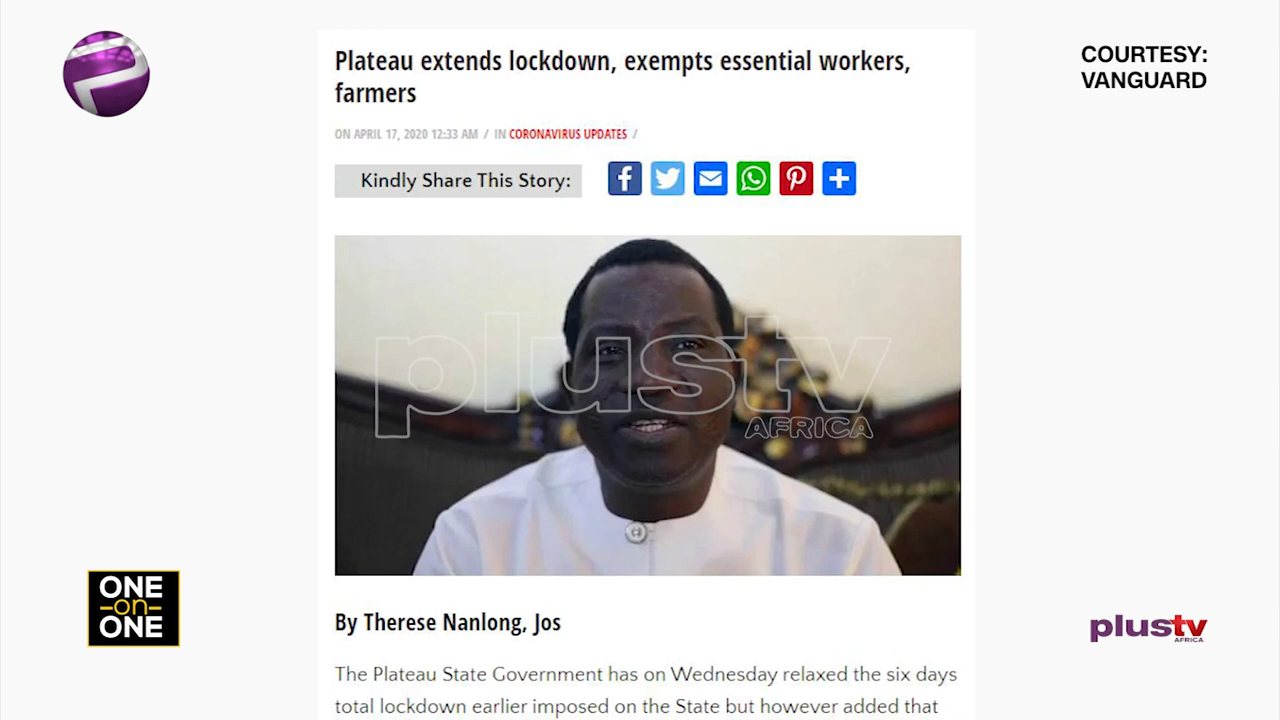 COURTESY:
VANGUARD
Plateau extends lockdown, exempts essential workers,
farmers
ON APRIL 17, 2020 12:33 AM / IN CORONAVIRUS UPDATES /
Kindly Share This Story:
plustv
AFRICA
By Therese Nanlong, Jos
The Plateau State Government has on Wednesday relaxed the six days
total lockdown earlier imposed on the State but however added that
ONE
on
ONE
plustv
AFRICA